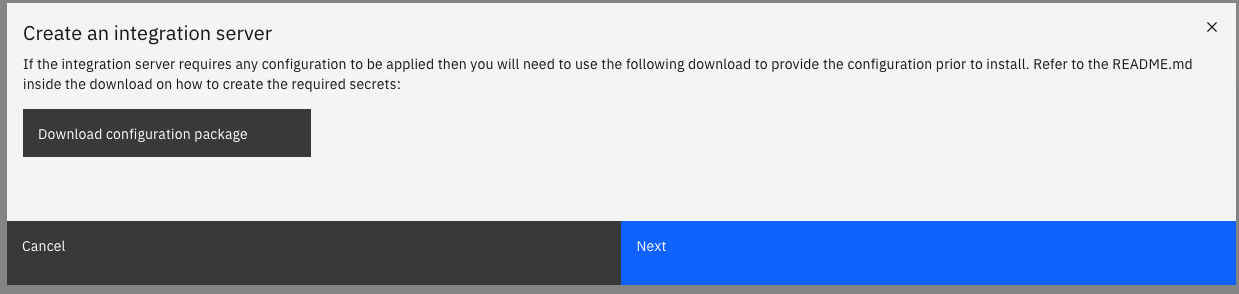 Create an integration server
If the integration server requires any configuration to be applied then you will need to use the following download to provide the configuration prior to install. Refer to the README.md
inside the download on how to create the required secrets:
Download configuration package
Cancel
Next